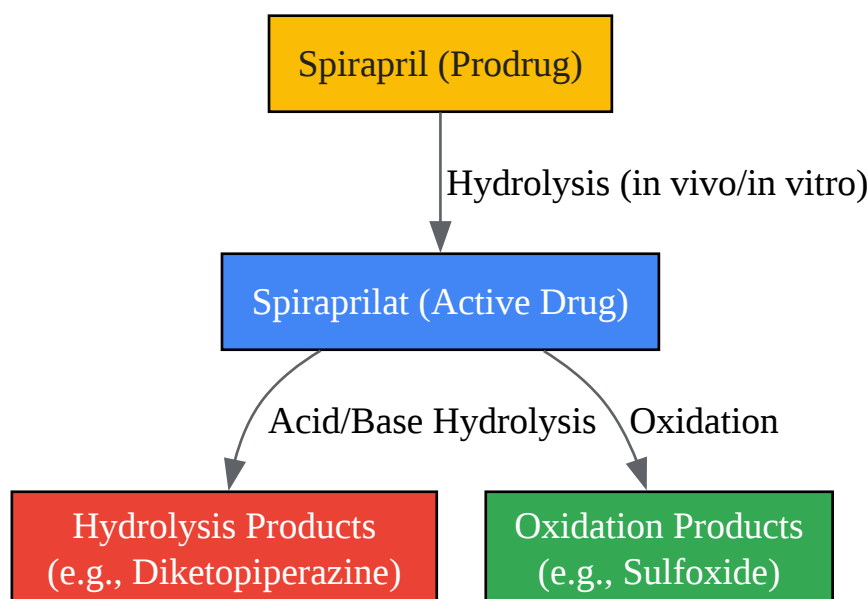 Spirapril (Prodrug)
Hydrolysis (in vivo/in vitro)
Spiraprilat (Active Drug)
Acid/Base Hydrolysis
Oxidation
Hydrolysis Products
(e.g., Diketopiperazine)
Oxidation Products
(e.g., Sulfoxide)